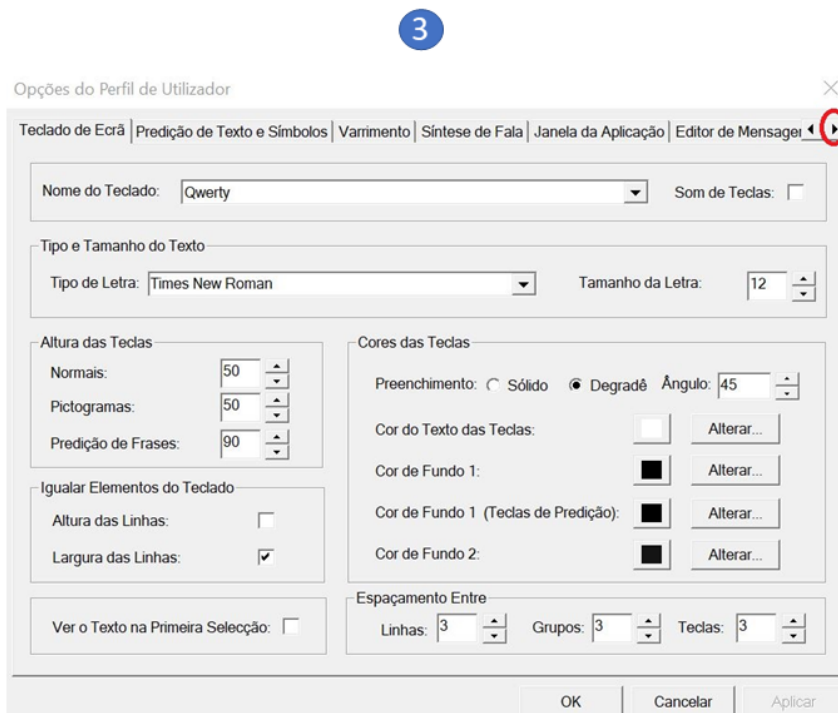 3
Opções do Perfil de Utilizador
Teclado de Ecrã Predição de Texto e Símbolos Varrimento Síntese de Fala Janela da Aplicação Editor de
Nome do Teclado: Qwerty Som de Teclas:
Tipo e Tamanho do Texto
Tipo de Letra: Times New Roman Tamanho da Letra: 12
Altura das Teclas
Normais: 50
Pictogramas: 50
Predição de Frases: 90
Igualar Elementos do Teclado
Altura das Linhas:
Largura das Linhas:
Ver o Texto na Primeira Selecção:
Cores das Teclas
Preenchimento: Sólido Degradê Ângulo: 45
Cor do Texto das Teclas: Alterar...
Cor de Fundo 1: Alterar...
Cor de Fundo 1 (Teclas de Predição): Alterar...
Cor de Fundo 2: Alterar...
Espaçamento Entre
Linhas: 3 Grupos: 3 Teclas: 3
OK Cancelar Aplicar